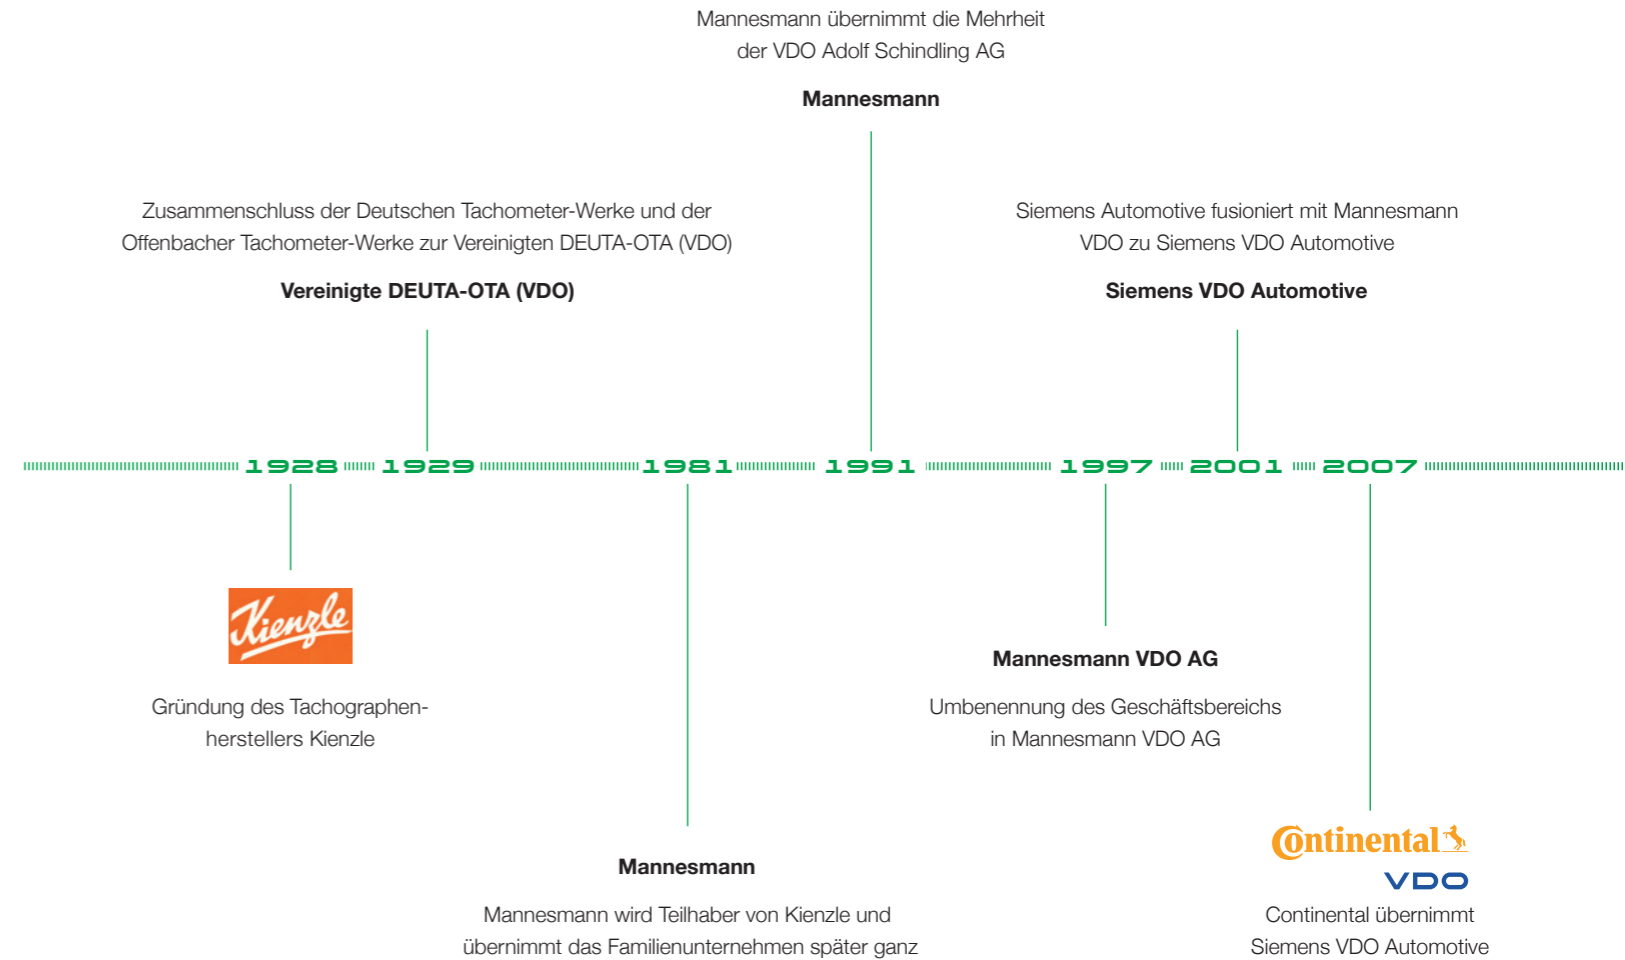 Mannesmann übernimmt die Mehrheit
der VDO Adolf Schindling AG
Mannesmann
Zusammenschluss der Deutschen Tachometer-Werke und der
Offenbacher Tachometer-Werke zur Vereinigten DEUTA-OTA (VDO)
Vereinigte DEUTA-OTA (VDO)
Siemens Automotive fusioniert mit Mannesmann
VDO zu Siemens VDO Automotive
Siemens VDO Automotive
1928 1929 1981 1991 1997 2001 2007
Kienzle
Gründung des Tachographen-
herstellers Kienzle
Mannesmann VDO AG
Umbenennung des Geschäftsbereichs
in Mannesmann VDO AG
Mannesmann
Mannesmann wird Teilhaber von Kienzle und
übernimmt das Familienunternehmen später ganz
Continental
VDO
Continental übernimmt
Siemens VDO Automotive